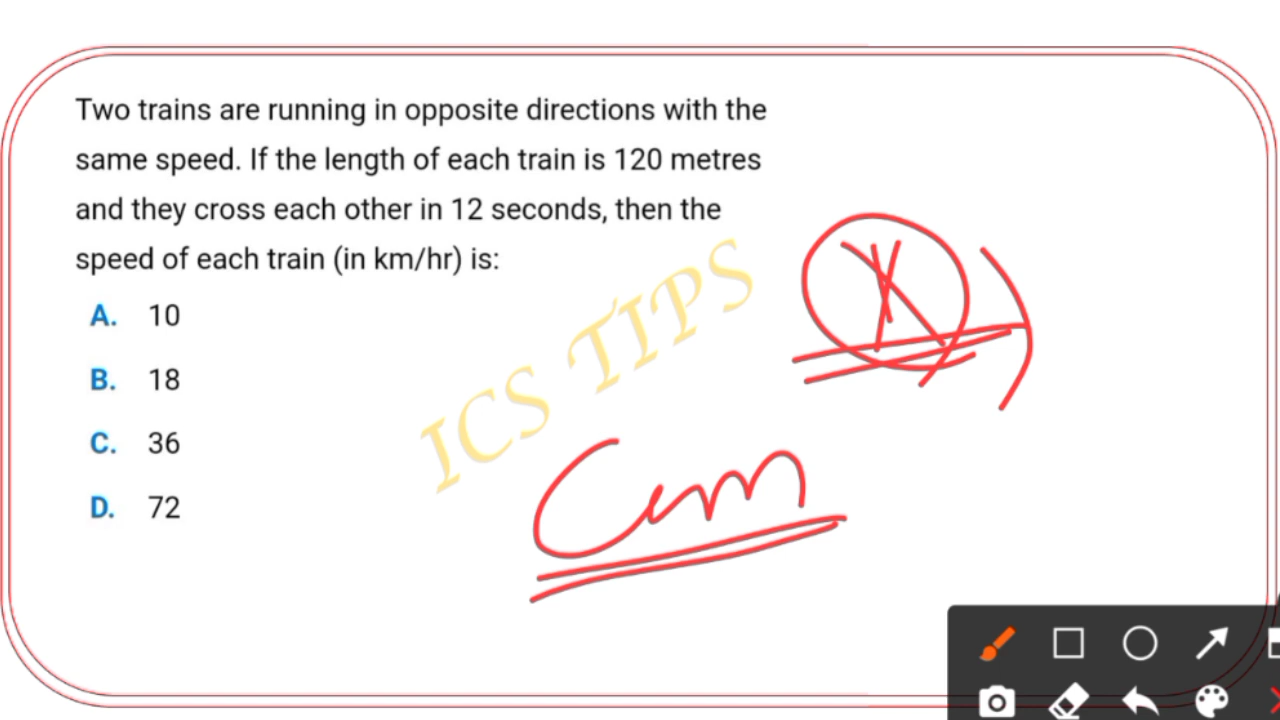 Two trains are running in opposite directions with the
same speed. If the length of each train is 120 metres
and they cross each other in 12 seconds, then the
speed of each train (in km/hr) is:
A. 10
B. 18
C. 36
D. 72
ICS TIPS